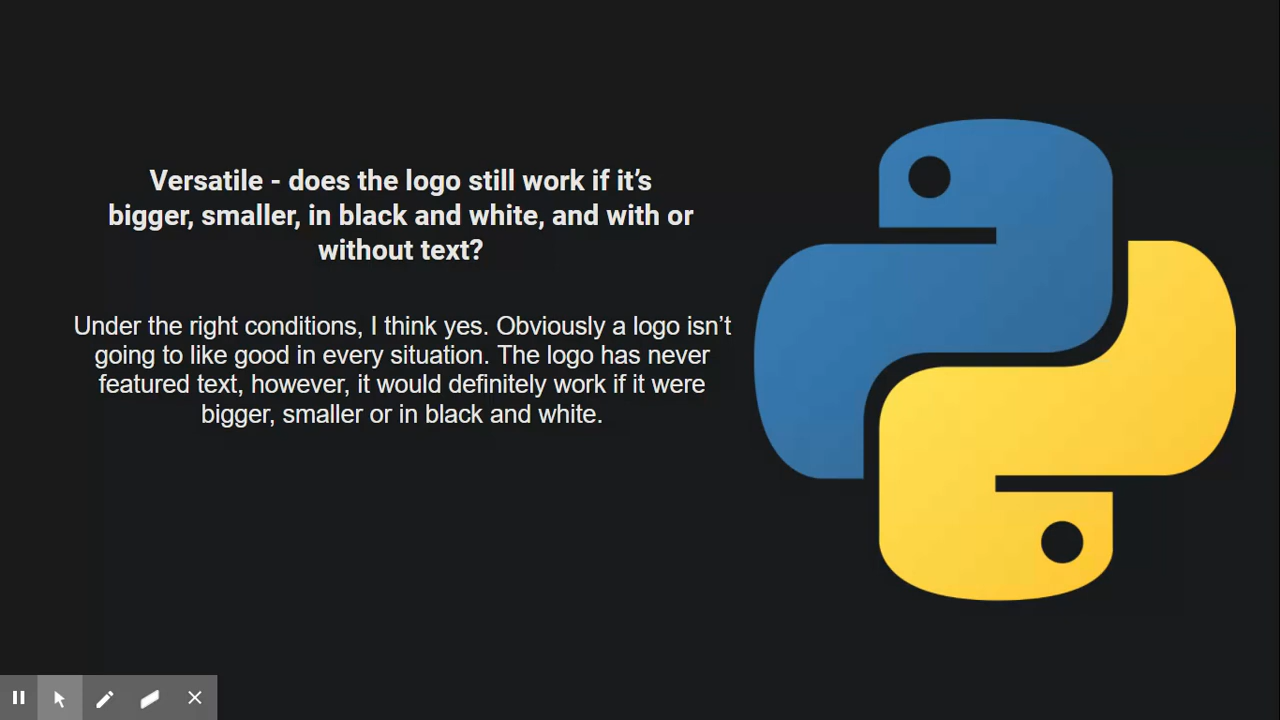 Versatile - does the logo still work if it’s
bigger, smaller, in black and white, and with or
without text?
Under the right conditions, I think yes. Obviously a logo isn’t
going to like good in every situation. The logo has never
featured text, however, it would definitely work if it were
bigger, smaller or in black and white.